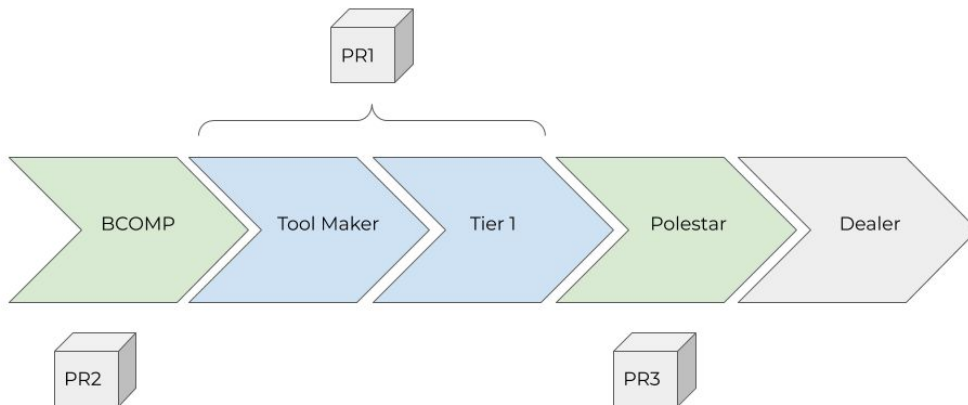 PR1
BCOMP
Tool Maker
Tier 1
Polestar
Dealer
PR2
PR3